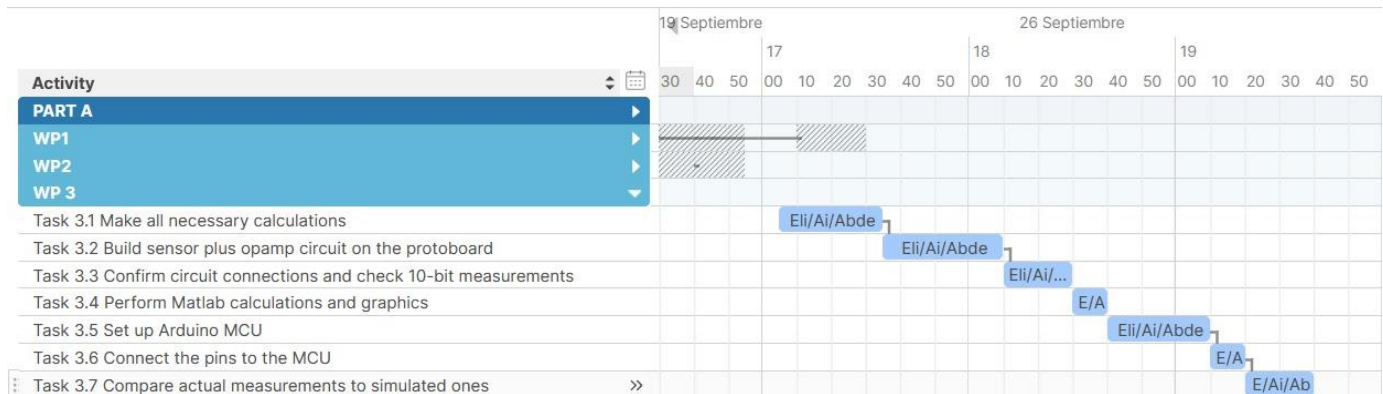 19 Septiembre 26 Septiembre
17 18 19
Activity 30 40 50 00 10 20 30 40 50 00 10 20 30 40 50 00 10 20 30 40 50
PART A
WP1
WP2
WP 3
Task 3.1 Make all necessary calculations Eli/Ai/Abde
Task 3.2 Build sensor plus opamp circuit on the protoboard Eli/Ai/Abde
Task 3.3 Confirm circuit connections and check 10-bit measurements Eli/Ai/...
Task 3.4 Perform Matlab calculations and graphics E/A
Task 3.5 Set up Arduino MCU Eli/Ai/Abde
Task 3.6 Connect the pins to the MCU E/A
Task 3.7 Compare actual measurements to simulated ones » E/Ai/Ab